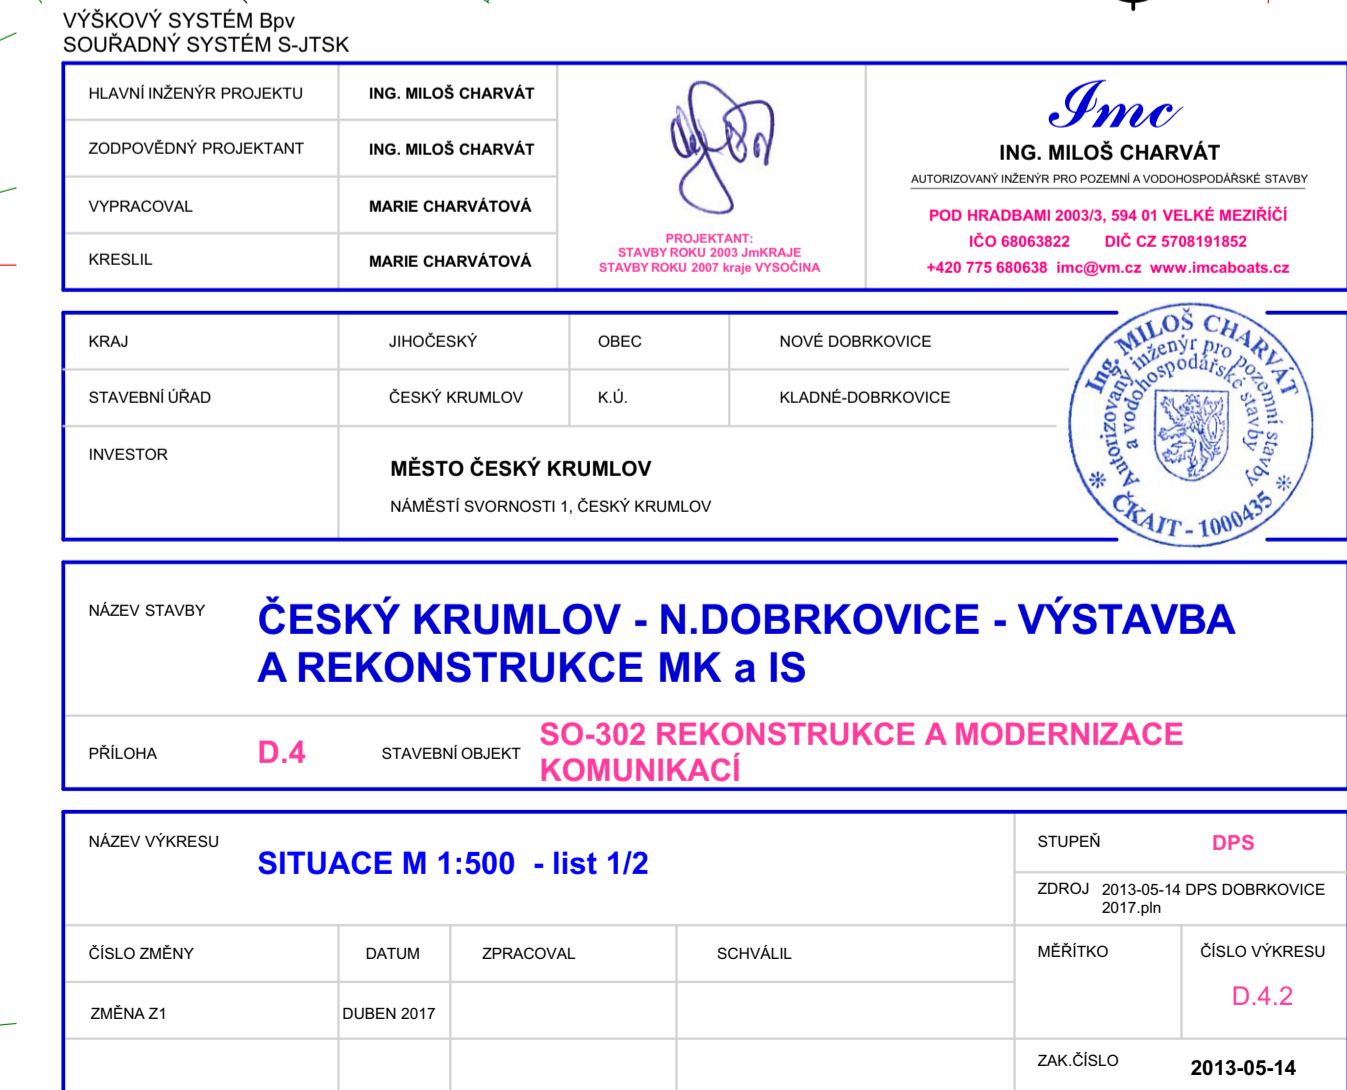 VÝŠKOVÝ SYSTÉM Bpv
SOUŘADNÝ SYSTÉM S-JTSK
HLAVNÍ INŽENÝR PROJEKTU ING. MILOŠ CHARVÁT
ZODPOVĚDNÝ PROJEKTANT ING. MILOŠ CHARVÁT
VYPRACOVAL MARIE CHARVÁTOVÁ
KRESLIL MARIE CHARVÁTOVÁ
PROJEKTANT:
STAVBY ROKU 2003 JmKRAJE
STAVBY ROKU 2007 kraje VYSOČINA
Imc
ING. MILOŠ CHARVÁT
AUTORIZOVANÝ INŽENÝR PRO POZEMNÍ A VODOHOSPODÁŘSKÉ STAVBY
POD HRADBAMI 2003/3, 594 01 VELKÉ MEZIŘÍČÍ
IČO 68063822 DIČ CZ 5708191852
+420 775 680638 imc@vm.cz www.imcaboats.cz
KRAJ JIHOČESKÝ OBEC NOVÉ DOBRKOVICE
STAVEBNÍ ÚŘAD ČESKÝ KRUMLOV K.Ú. KLADNÉ-DOBRKOVICE
INVESTOR
MĚSTO ČESKÝ KRUMLOV
NÁMĚSTÍ SVORNOSTI 1, ČESKÝ KRUMLOV
Ing. MILOŠ CHARVÁT
Autorizovaný inženýr pro pozemní stavby
a vodohospodářské stavby
ČKAIT - 1000435
NÁZEV STAVBY
ČESKÝ KRUMLOV - N.DOBRKOVICE - VÝSTAVBA
A REKONSTRUKCE MK a IS
PŘÍLOHA D.4 STAVEBNÍ OBJEKT
SO-302 REKONSTRUKCE A MODERNIZACE
KOMUNIKACÍ
NÁZEV VÝKRESU
SITUACE M 1:500 - list 1/2
STUPEŇ DPS
ZDROJ 2013-05-14 DPS DOBRKOVICE
2017.pln
ČÍSLO ZMĚNY DATUM ZPRACOVAL SCHVÁLIL
MĚŘÍTKO ČÍSLO VÝKRESU
D.4.2
ZMĚNA Z1 DUBEN 2017
ZAK.ČÍSLO 2013-05-14